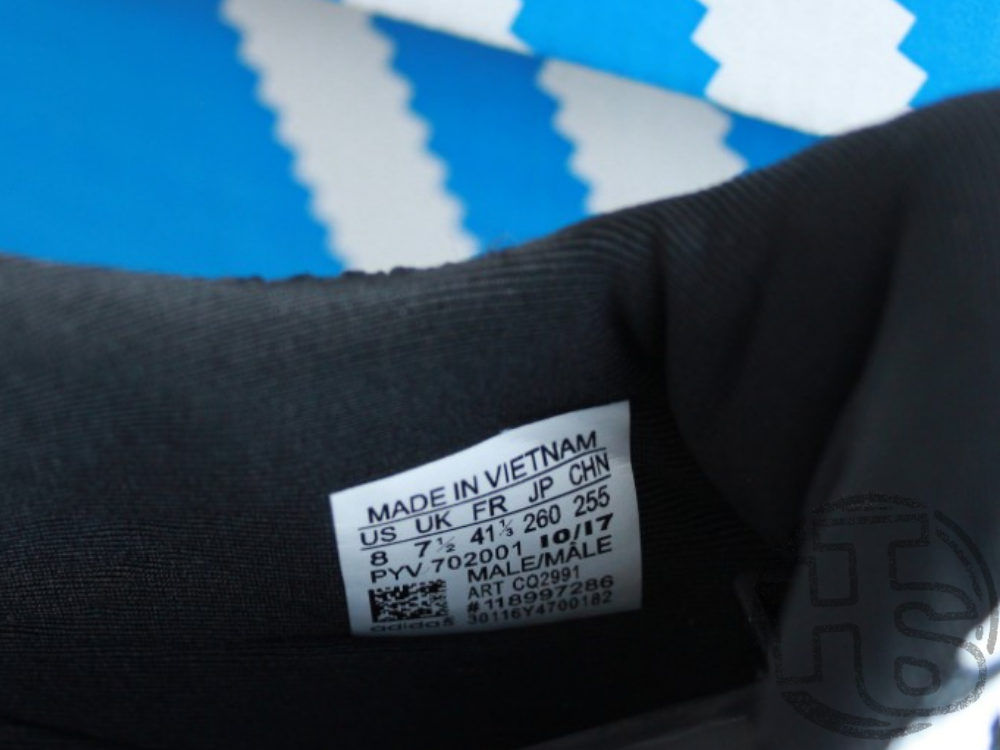 MADE IN VIETNAM
US UK FR JP CHN
8 7½ 41⅓ 260 255
PYV 702001 10/17
MALE/MÂLE
ART CQ2991
#118997286
30116Y4700182
adidas
HTS